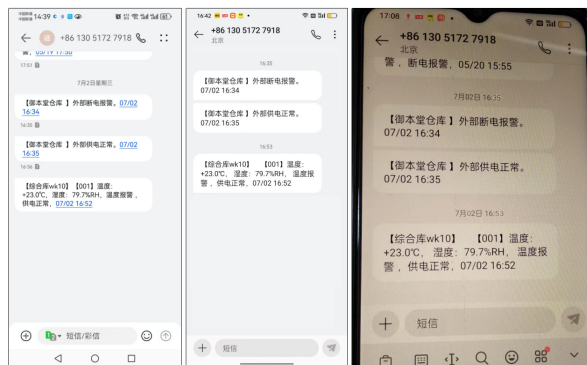 14:39
+86 130 5172 7918
警，05/19 17:50
17:51
7月2日星期三
【御本堂仓库 】外部断电报警。07/02
16:34
16:35
【御本堂仓库 】外部供电正常。07/02
16:35
16:56
【综合库wk10】 【001】温度：
+23.0℃， 湿度： 79.7%RH， 温度报警 ，
供电正常，07/02 16:52
短信/彩信
16:42
+86 130 5172 7918
北京
16:35
【御本堂仓库 】外部断电报警。
07/02 16:34
【御本堂仓库 】外部供电正常。
07/02 16:35
16:53
【综合库wk10】 【001】温度：
+23.0℃， 湿度： 79.7%RH， 温度报
警 ，供电正常，07/02 16:52
短信
17:08
+86 130 5172 7918
北京
警 ，断电报警，05/20 15:55
7月02日 16:35
【御本堂仓库 】外部断电报警。
07/02 16:34
【御本堂仓库 】外部供电正常。
07/02 16:35
7月02日 16:53
【综合库wk10】 【001】温度：
+23.0℃， 湿度： 79.7%RH， 温度报
警 ，供电正常，07/02 16:52
短信